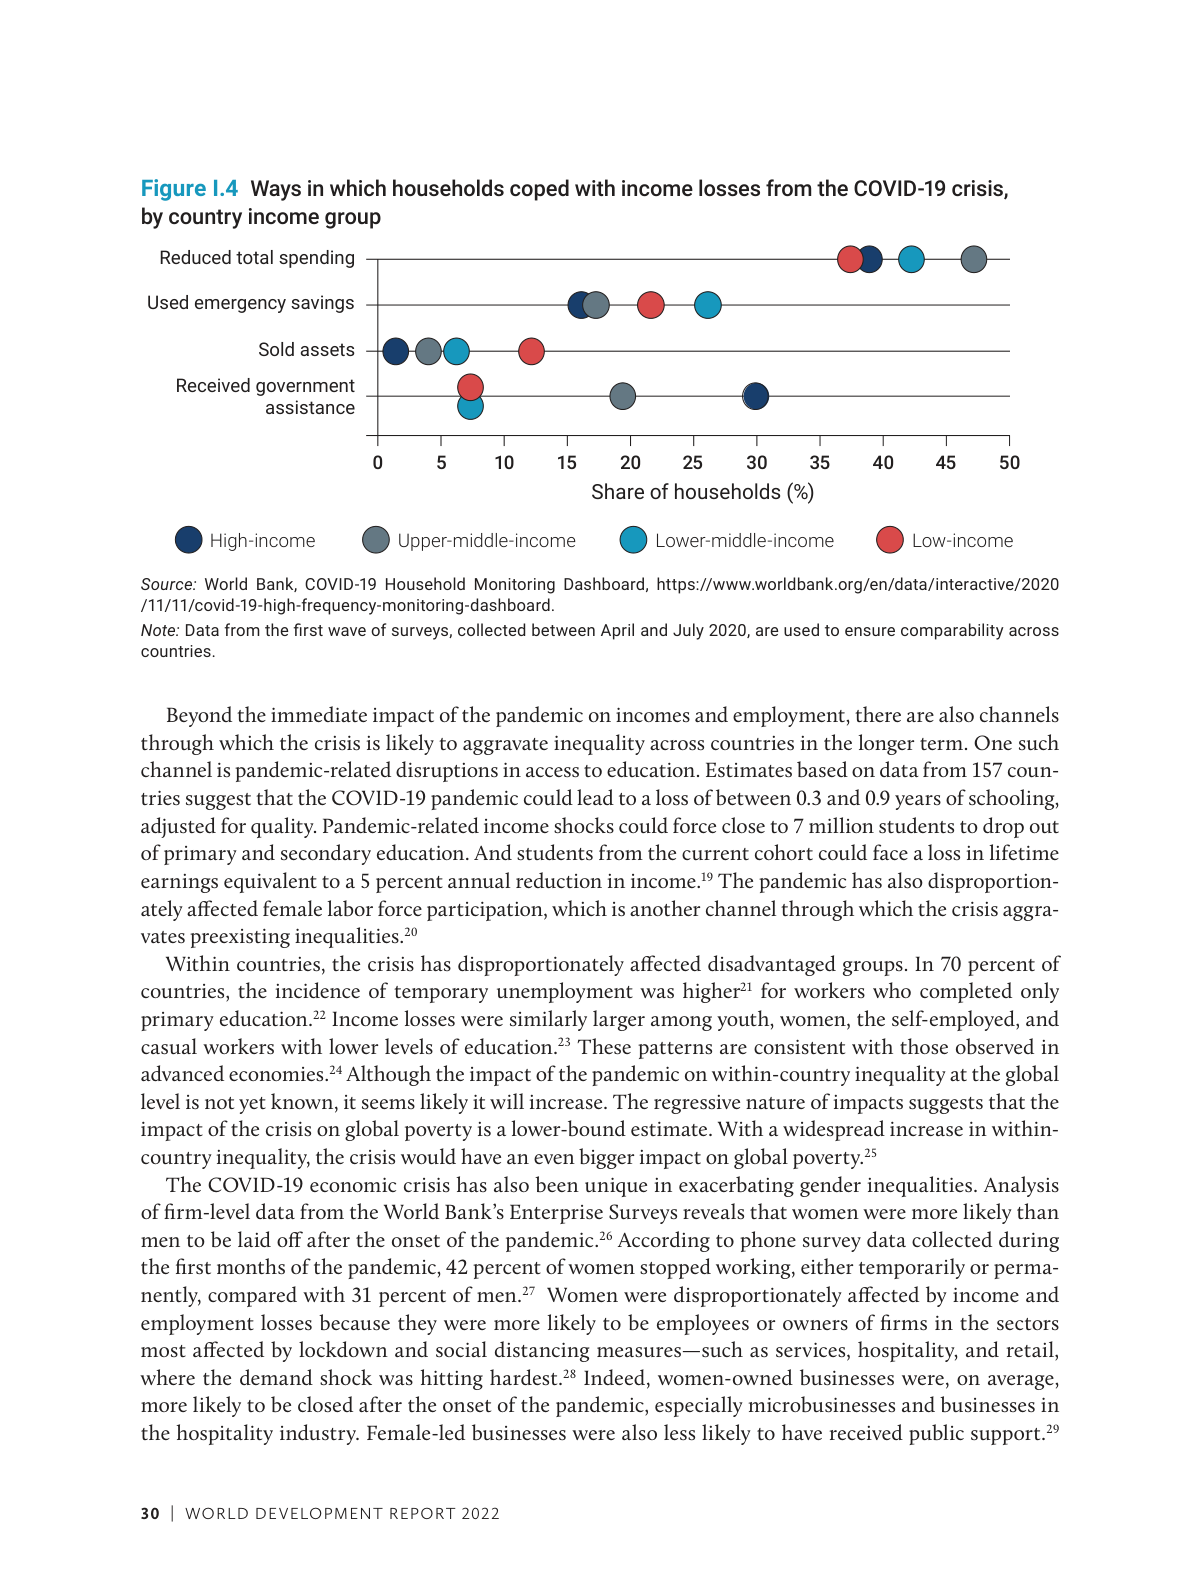 Figure I.4 Ways in which households coped with income losses from the COVID-19 crisis,
by country income group
Reduced total spending
Used emergency savings
Sold assets
Received government
assistance
0 5 10 15 20 25 30 35 40 45 50
Share of households (%)
High-income Upper-middle-income Lower-middle-income Low-income
Source: World Bank, COVID-19 Household Monitoring Dashboard, https://www.worldbank.org/en/data/interactive/2020
/11/11/covid-19-high-frequency-monitoring-dashboard.
Note: Data from the first wave of surveys, collected between April and July 2020, are used to ensure comparability across
countries.
Beyond the immediate impact of the pandemic on incomes and employment, there are also channels
through which the crisis is likely to aggravate inequality across countries in the longer term. One such
channel is pandemic-related disruptions in access to education. Estimates based on data from 157 coun-
tries suggest that the COVID-19 pandemic could lead to a loss of between 0.3 and 0.9 years of schooling,
adjusted for quality. Pandemic-related income shocks could force close to 7 million students to drop out
of primary and secondary education. And students from the current cohort could face a loss in lifetime
earnings equivalent to a 5 percent annual reduction in income.19 The pandemic has also disproportion-
ately affected female labor force participation, which is another channel through which the crisis aggra-
vates preexisting inequalities.20
Within countries, the crisis has disproportionately affected disadvantaged groups. In 70 percent of
countries, the incidence of temporary unemployment was higher21 for workers who completed only
primary education.22 Income losses were similarly larger among youth, women, the self-employed, and
casual workers with lower levels of education.23 These patterns are consistent with those observed in
advanced economies.24 Although the impact of the pandemic on within-country inequality at the global
level is not yet known, it seems likely it will increase. The regressive nature of impacts suggests that the
impact of the crisis on global poverty is a lower-bound estimate. With a widespread increase in within-
country inequality, the crisis would have an even bigger impact on global poverty.25
The COVID-19 economic crisis has also been unique in exacerbating gender inequalities. Analysis
of firm-level data from the World Bank's Enterprise Surveys reveals that women were more likely than
men to be laid off after the onset of the pandemic.26 According to phone survey data collected during
the first months of the pandemic, 42 percent of women stopped working, either temporarily or perma-
nently, compared with 31 percent of men.27 Women were disproportionately affected by income and
employment losses because they were more likely to be employees or owners of firms in the sectors
most affected by lockdown and social distancing measures—such as services, hospitality, and retail,
where the demand shock was hitting hardest.28 Indeed, women-owned businesses were, on average,
more likely to be closed after the onset of the pandemic, especially microbusinesses and businesses in
the hospitality industry. Female-led businesses were also less likely to have received public support.29
30 | WORLD DEVELOPMENT REPORT 2022